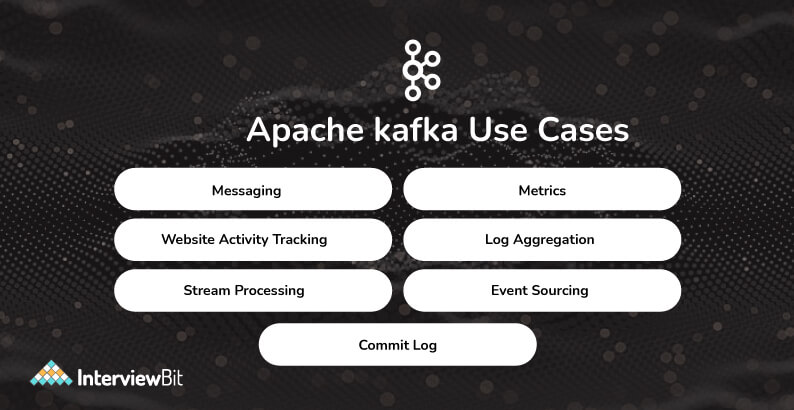 Apache kafka Use Cases
Messaging
Metrics
Website Activity Tracking
Log Aggregation
Stream Processing
Event Sourcing
Commit Log
InterviewBit